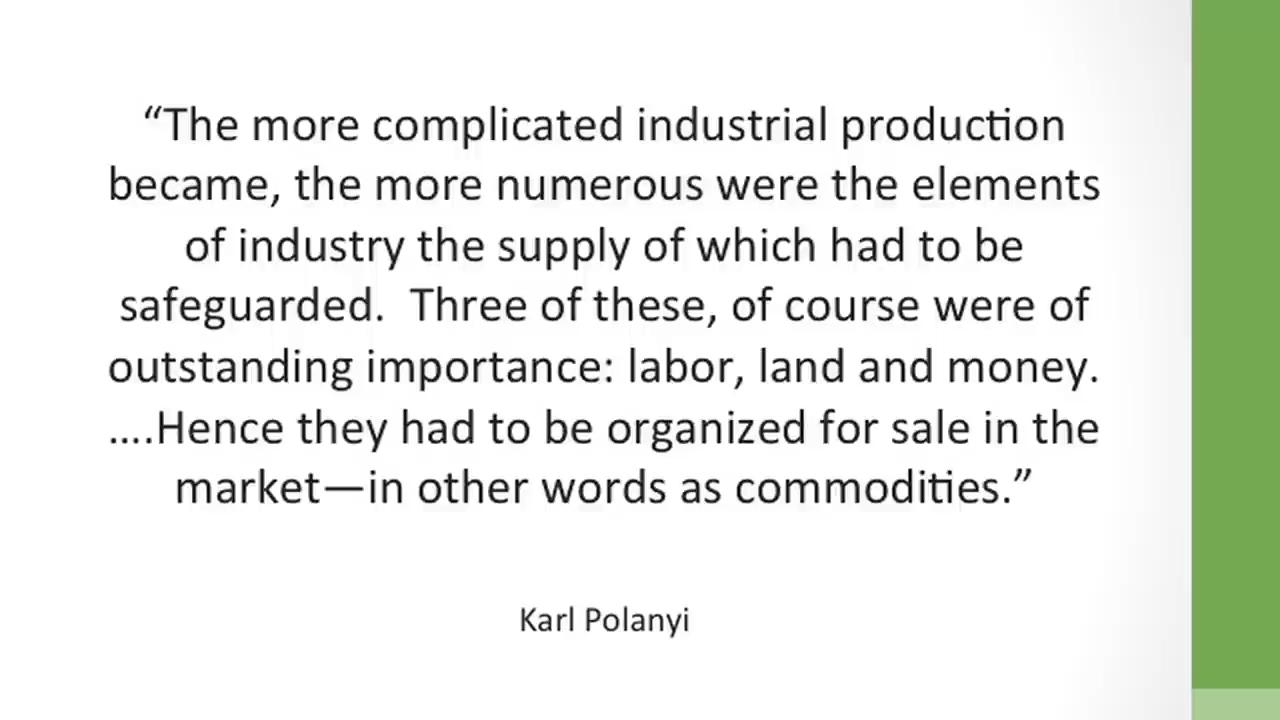 “The more complicated industrial production
became, the more numerous were the elements
of industry the supply of which had to be
safeguarded.  Three of these, of course were of
outstanding importance: labor, land and money.
….Hence they had to be organized for sale in the
market—in other words as commodities.”
Karl Polanyi